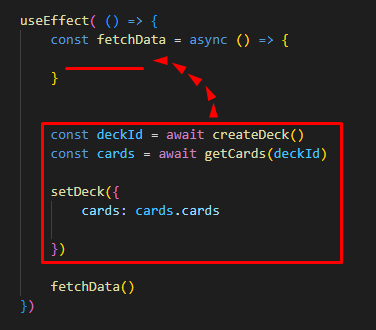 useEffect( () => {
const fetchData = async () => {
}
const deckId = await createDeck()
const cards = await getCards(deckId)
setDeck({
cards: cards.cards
})
fetchData()
})